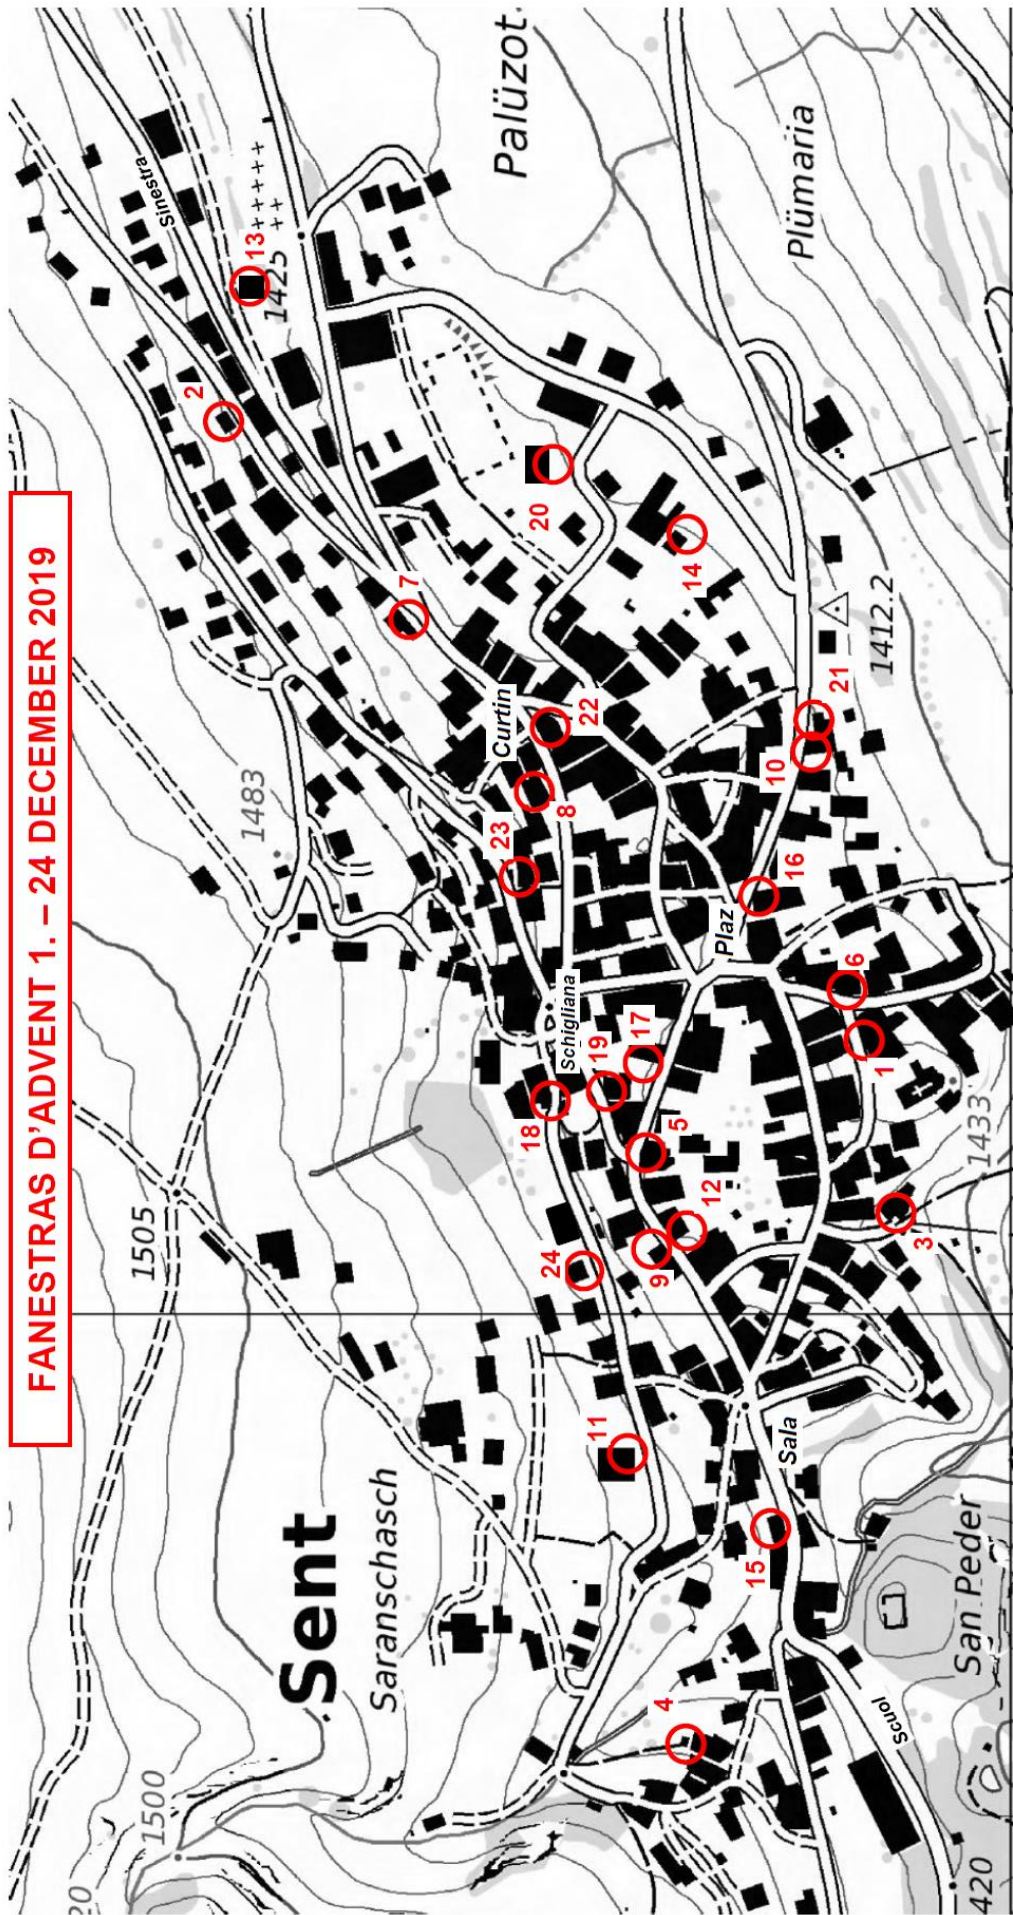 FANESTRAS D'ADVENT 1. – 24 DECEMBER 2019
20
1500
1505
Sinestra
2
1483
13
1425
Sent
Saranschasch
7
23
Curtin
Palüzot
18
24
20
Schigliana
8
22
11
19
17
4
9
5
12
14
Plaz
15
10
Sala
16
Plümaria
21
6
1412.2
1
Scuol
3
San Peder
1433
420